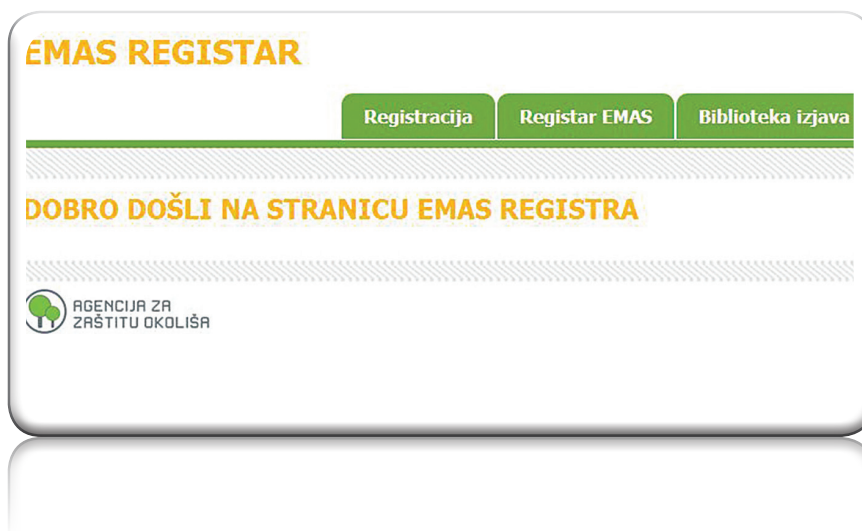 EMAS REGISTAR
Registracija Registar EMAS Biblioteka izjava
DOBRO DOŠLI NA STRANICU EMAS REGISTRA
AGENCIJA ZA
ZAŠTITU OKOLIŠA